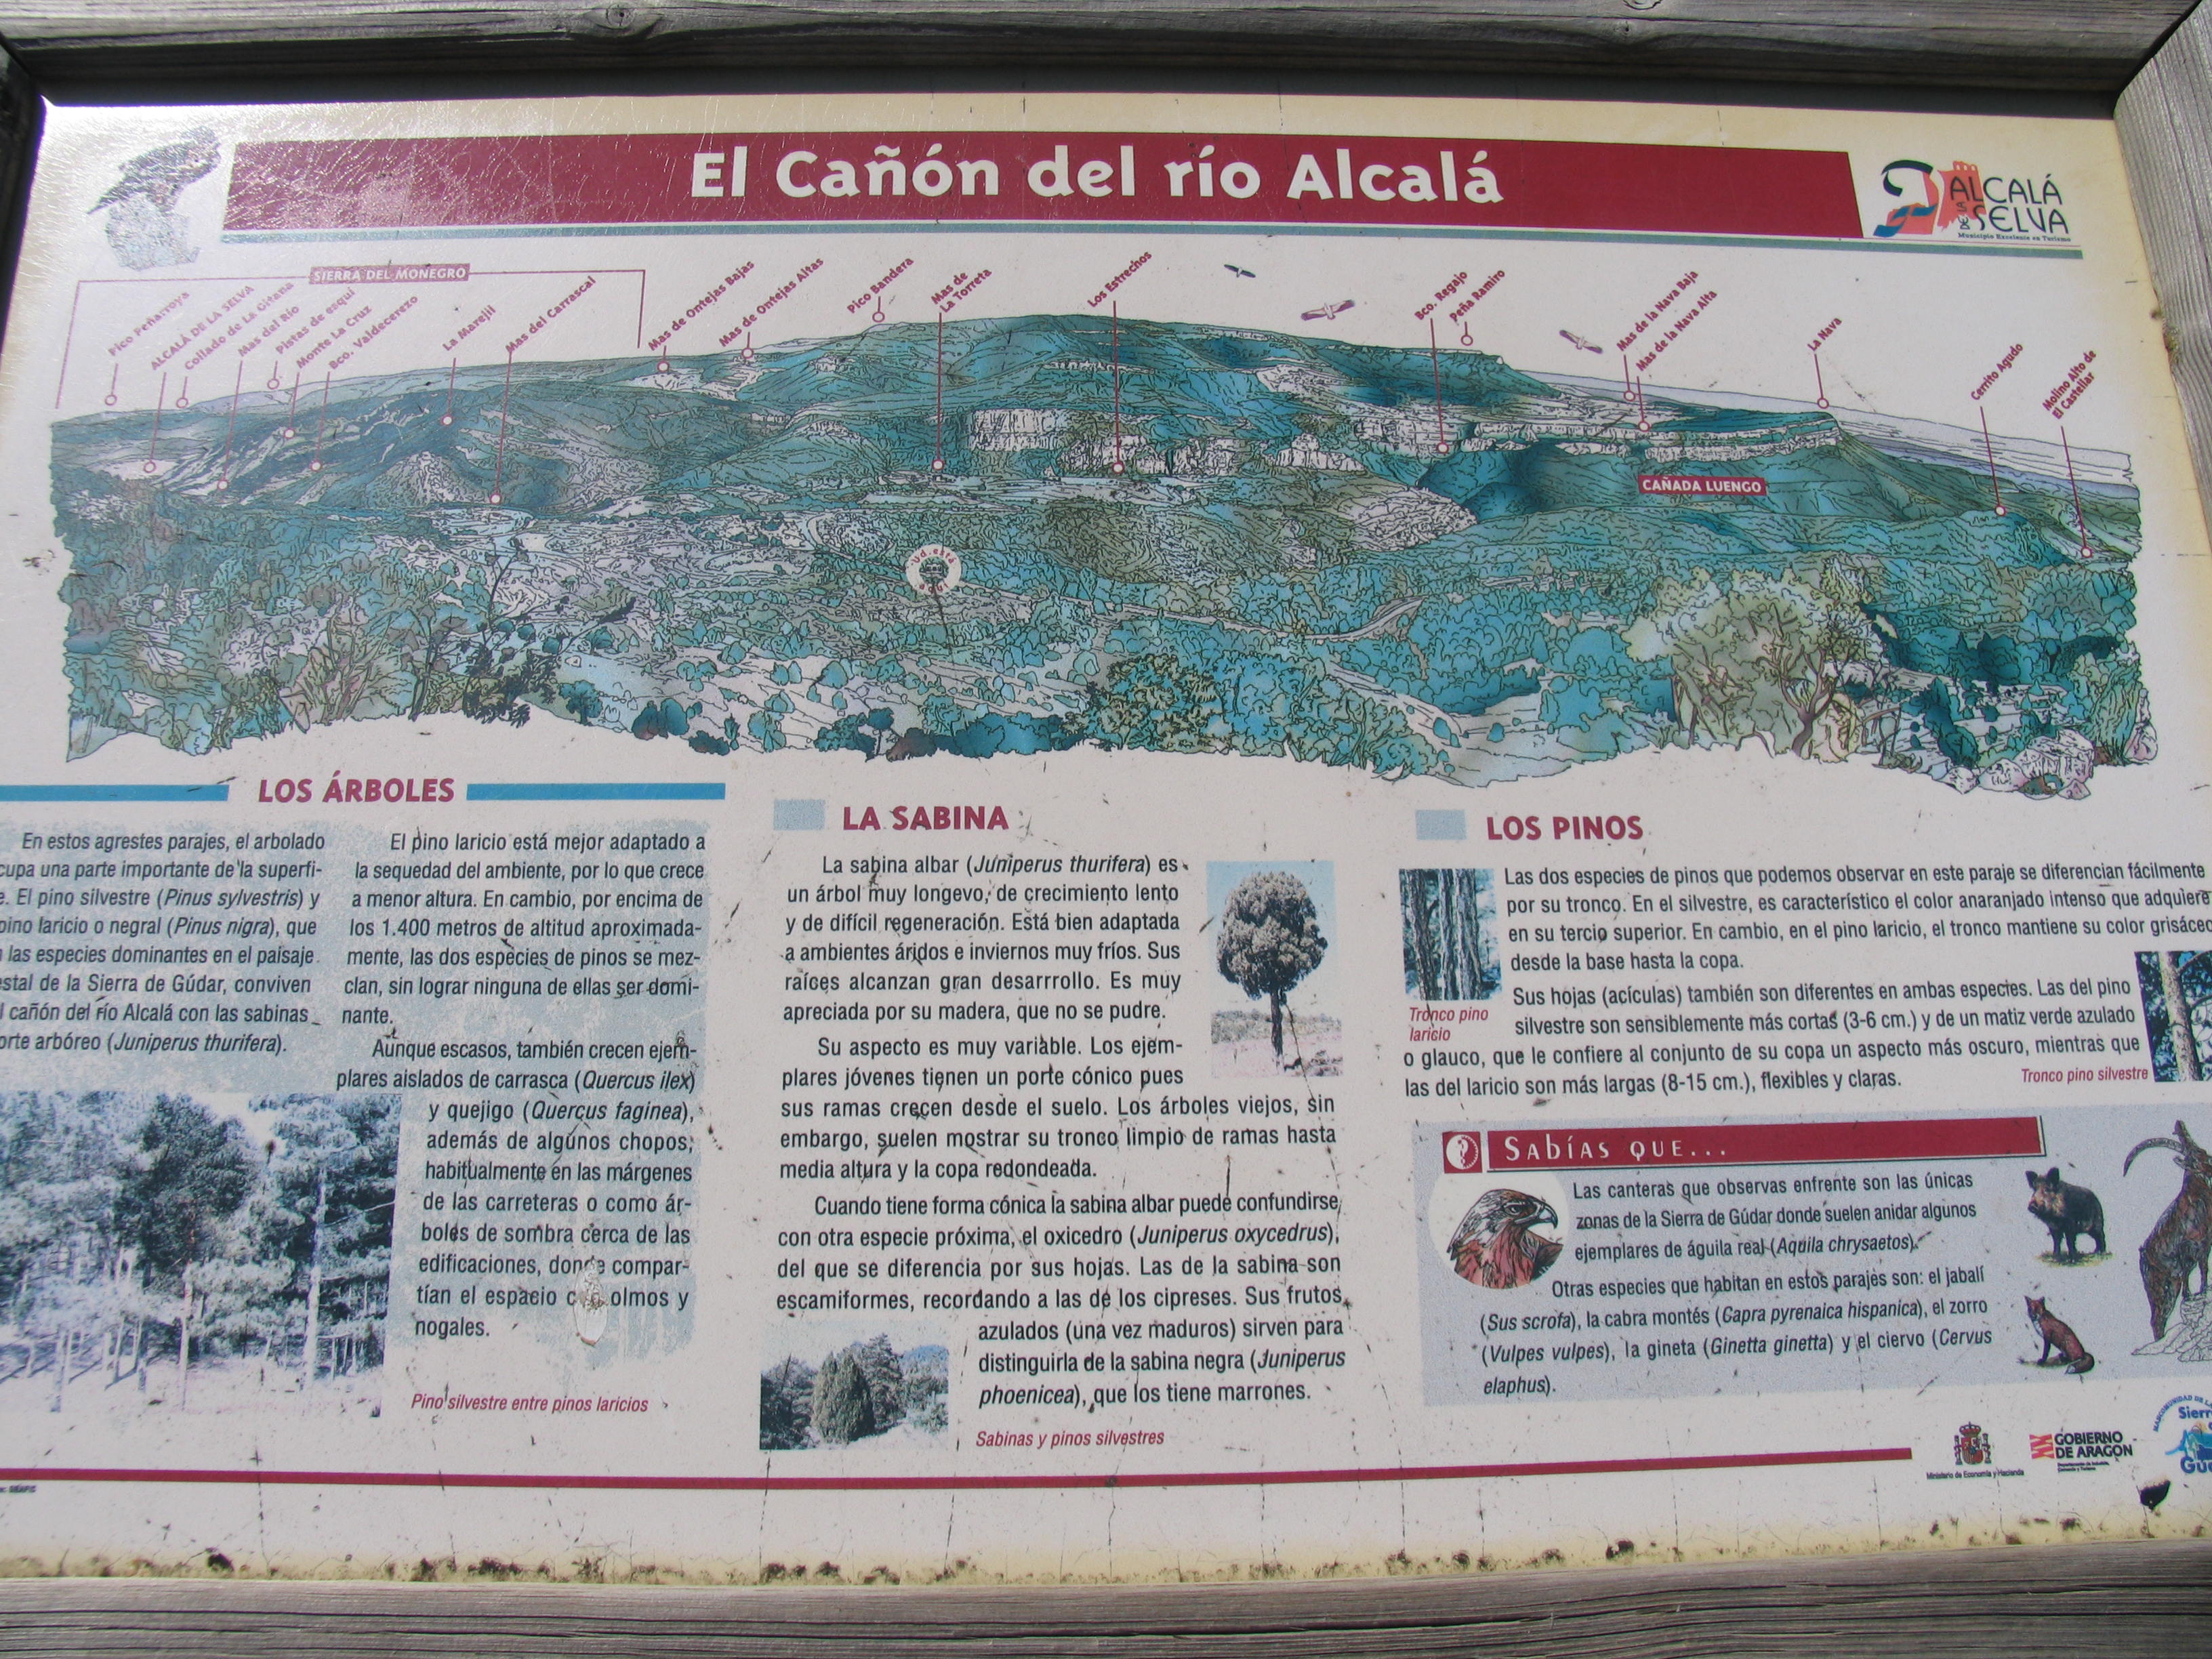 El Cañón del río Alcalá
ALCALÁ
DE LA
SELVA
Municipio Excelente en Turismo
SIERRA DEL MONEGRO
Pico Peñarroya
ALCALÁ DE LA SELVA
Collado de La Gitana
Mas del Río
Pistas de esquí
Monte La Cruz
Bco. Valdecerezo
La Marejil
Mas del Carrascal
Mas de Ontejas Bajas
Mas de Ontejas Altas
Pico Bandera
Mas de
La Torreta
Los Estrechos
Bco. Regajo
Peña Ramiro
Mas de la Nava Baja
Mas de la Nava Alta
La Nava
Cerrito Agudo
Molino Alto de
El Castellar
CAÑADA LUENGO
Ud. está
aquí
LOS ÁRBOLES
En estos agrestes parajes, el arbolado
cupa una parte importante de la superfi-
e. El pino silvestre (Pinus sylvestris) y
pino laricio o negral (Pinus nigra), que
las especies dominantes en el paisaje
estal de la Sierra de Gúdar, conviven
l cañón del río Alcalá con las sabinas
orte arbóreo (Juniperus thurifera).
El pino laricio está mejor adaptado a
la sequedad del ambiente, por lo que crece
a menor altura. En cambio, por encima de
los 1.400 metros de altitud aproximada-
mente, las dos especies de pinos se mez-
clan, sin lograr ninguna de ellas ser domi-
nante.
Aunque escasos, también crecen ejem-
plares aislados de carrasca (Quercus ilex)
y quejigo (Quercus faginea),
además de algunos chopos,
habitualmente en las márgenes
de las carreteras o como ár-
boles de sombra cerca de las
edificaciones, donde compar-
tían el espacio c olmos y
nogales.
Pino silvestre entre pinos laricios
LA SABINA
La sabina albar (Juniperus thurifera) es
un árbol muy longevo, de crecimiento lento
y de difícil regeneración. Está bien adaptada
a ambientes áridos e inviernos muy fríos. Sus
raíces alcanzan gran desarrrollo. Es muy
apreciada por su madera, que no se pudre.
Su aspecto es muy variable. Los ejem-
plares jóvenes tienen un porte cónico pues
sus ramas crecen desde el suelo. Los árboles viejos, sin
embargo, suelen mostrar su tronco limpio de ramas hasta
media altura y la copa redondeada.
Cuando tiene forma cónica la sabina albar puede confundirse
con otra especie próxima, el oxicedro (Juniperus oxycedrus),
del que se diferencia por sus hojas. Las de la sabina son
escamiformes, recordando a las de los cipreses. Sus frutos
azulados (una vez maduros) sirven para
distinguirla de la sabina negra (Juniperus
phoenicea), que los tiene marrones.
Sabinas y pinos silvestres
LOS PINOS
Las dos especies de pinos que podemos observar en este paraje se diferencian fácilmente
por su tronco. En el silvestre, es característico el color anaranjado intenso que adquiere
en su tercio superior. En cambio, en el pino laricio, el tronco mantiene su color grisáceo
desde la base hasta la copa.
Tronco pino
laricio
Sus hojas (acículas) también son diferentes en ambas especies. Las del pino
silvestre son sensiblemente más cortas (3-6 cm.) y de un matiz verde azulado
o glauco, que le confiere al conjunto de su copa un aspecto más oscuro, mientras que
las del laricio son más largas (8-15 cm.), flexibles y claras.
Tronco pino silvestre
SABÍAS QUE...
Las canteras que observas enfrente son las únicas
zonas de la Sierra de Gúdar donde suelen anidar algunos
ejemplares de águila real (Aquila chrysaetos).
Otras especies que habitan en estos parajes son: el jabalí
(Sus scrofa), la cabra montés (Capra pyrenaica hispanica), el zorro
(Vulpes vulpes), la gineta (Ginetta ginetta) y el ciervo (Cervus
elaphus).
Ministerio de Economía y Hacienda
GOBIERNO
DE ARAGON
Sierr
Gú